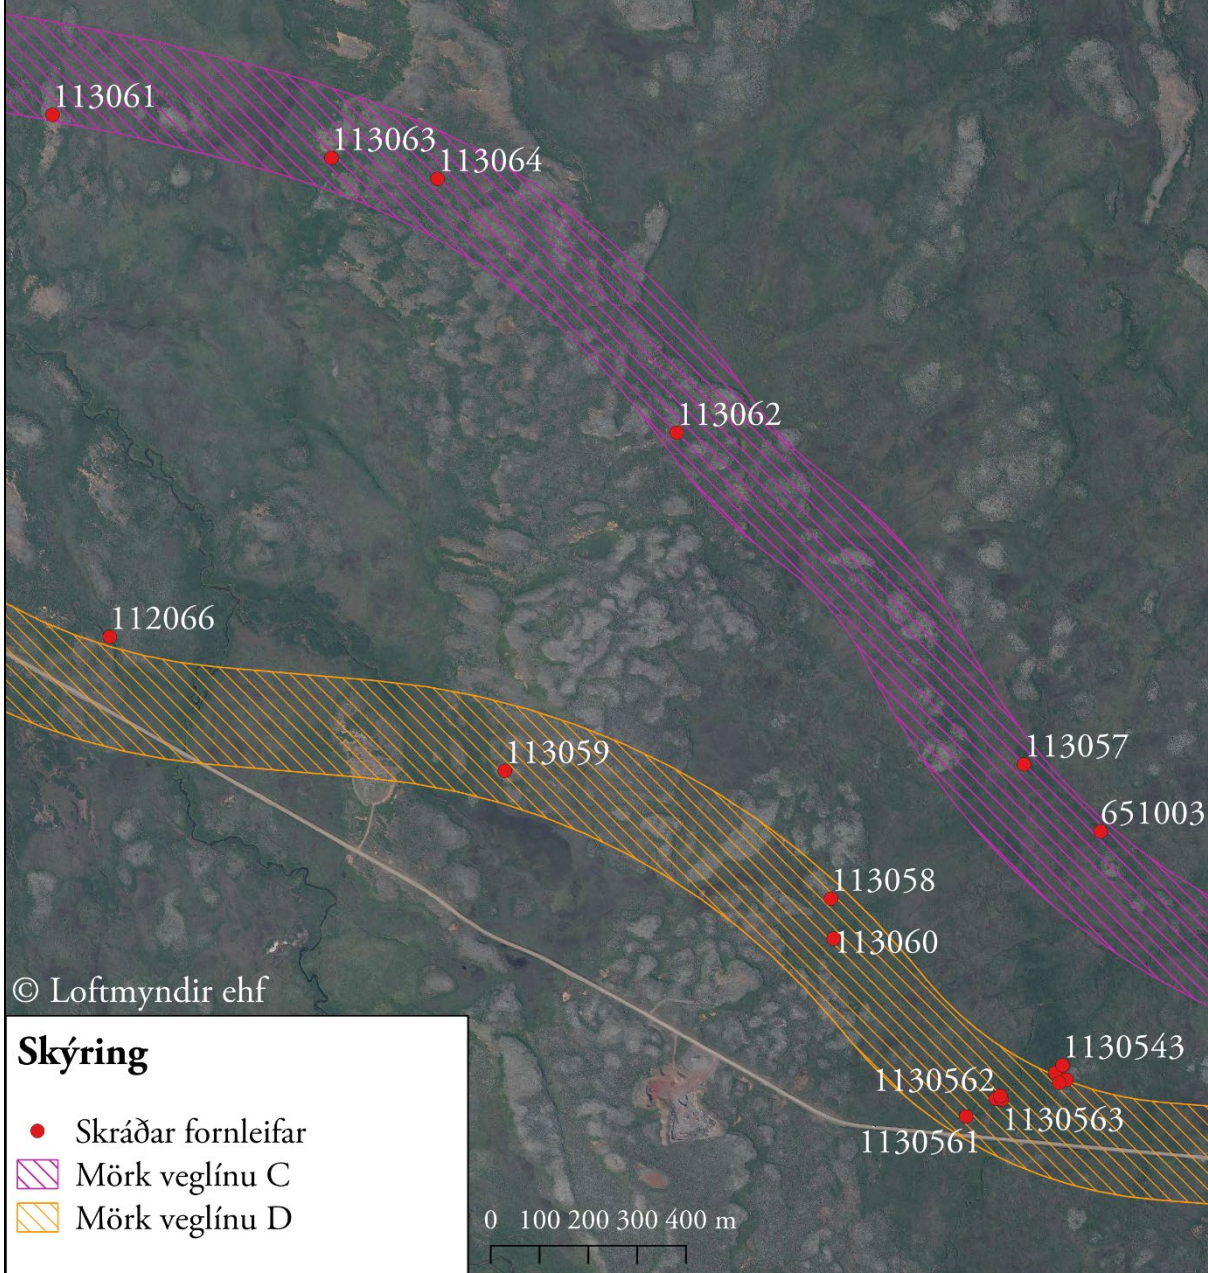 113061
113063
113064
113062
112066
113059
113057
651003
113058
113060
© Loftmyndir ehf
Skýring
Skráðar fornleifar
Mörk veglínu C
Mörk veglínu D
1130543
1130562
1130563
1130561
0 100 200 300 400 m